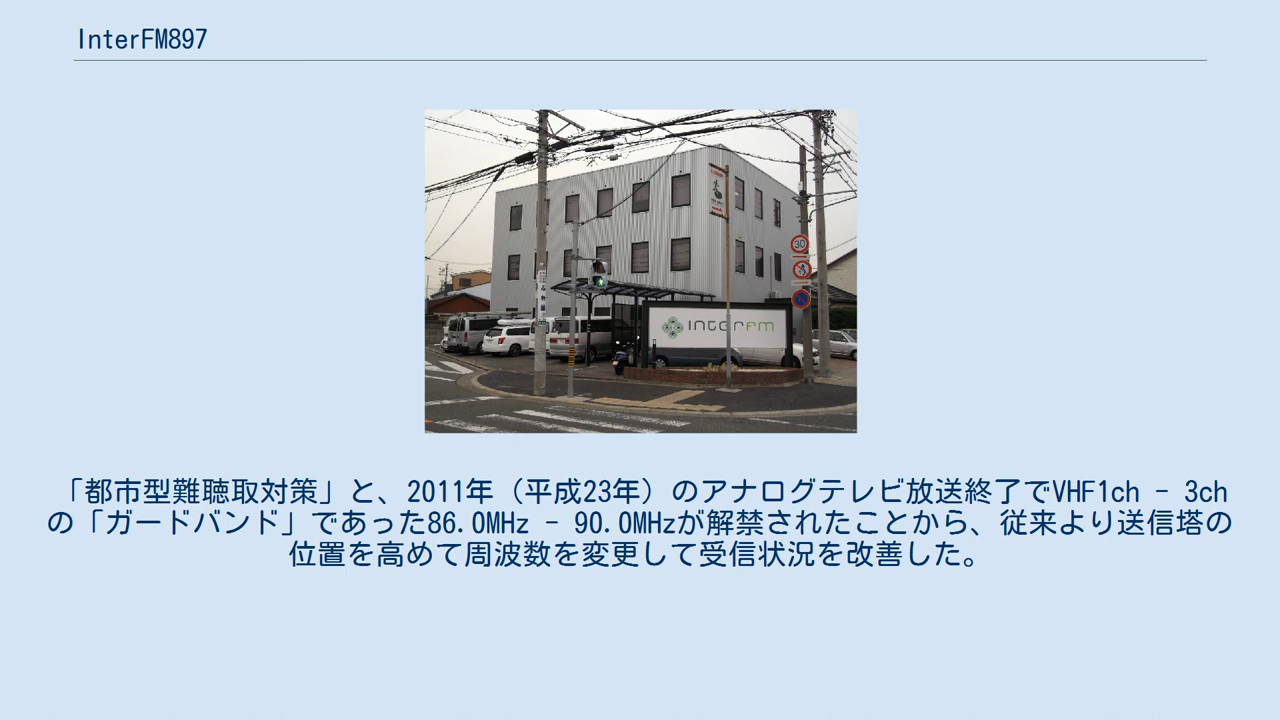 InterFM897
30
interfm
「都市型難聴取対策」と、2011年（平成23年）のアナログテレビ放送終了でVHF1ch - 3ch
の「ガードバンド」であった86.0MHz - 90.0MHzが解禁されたことから、従来より送信塔の
位置を高めて周波数を変更して受信状況を改善した。